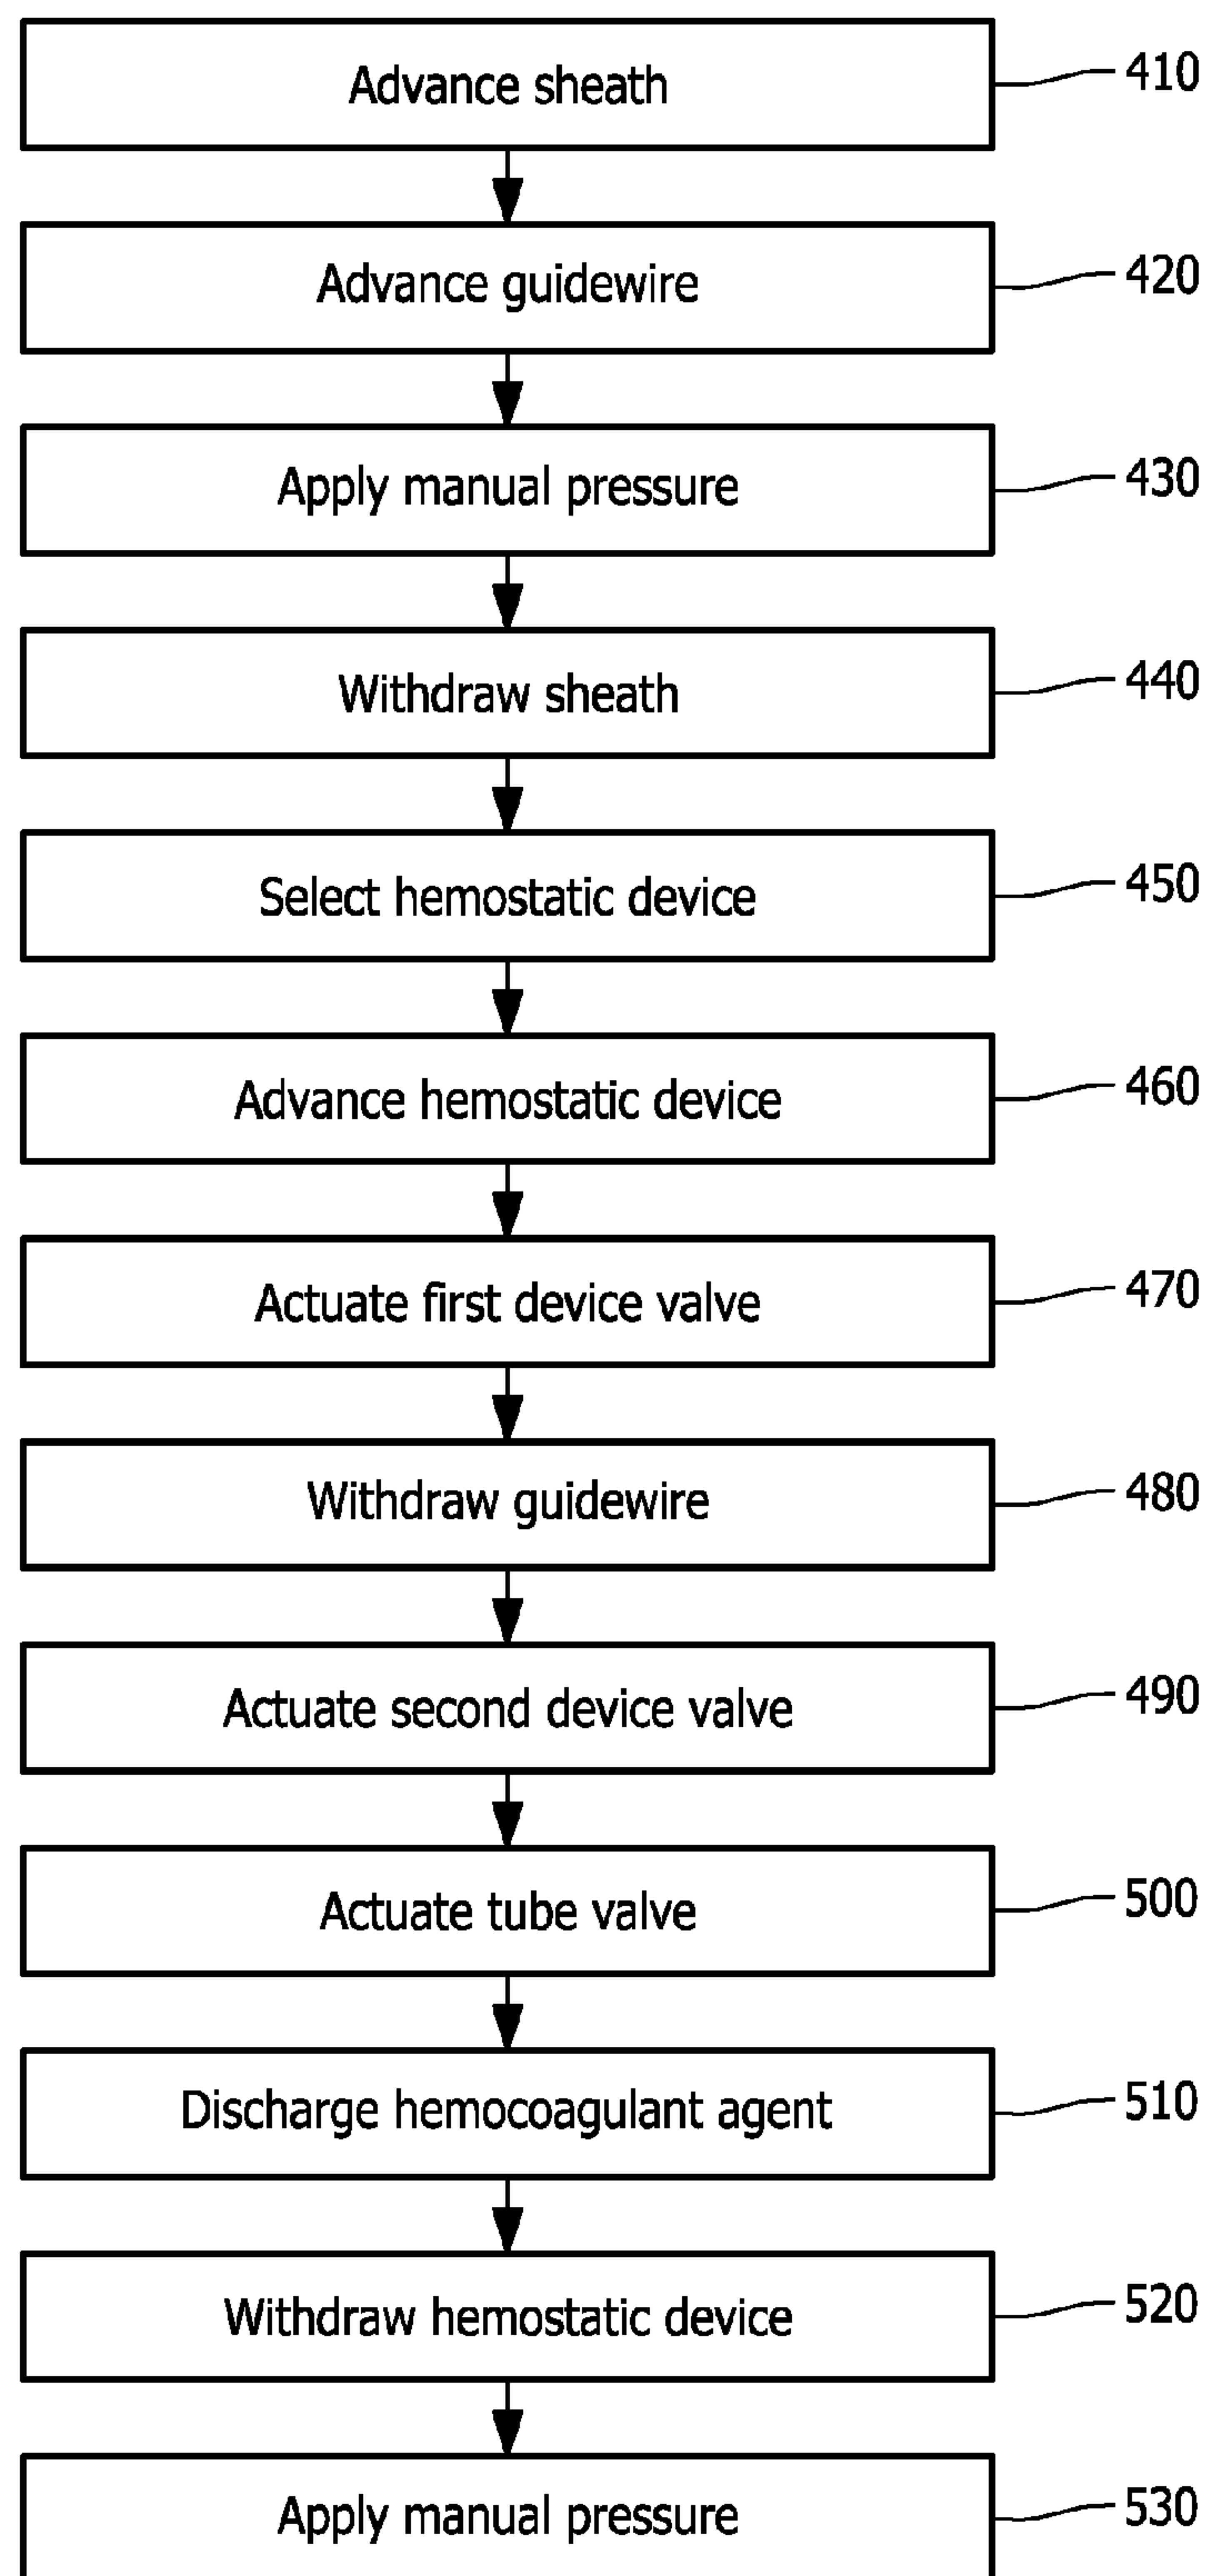 Advance sheath 410
Advance guidewire 420
Apply manual pressure 430
Withdraw sheath 440
Select hemostatic device 450
Advance hemostatic device 460
Actuate first device valve 470
Withdraw guidewire 480
Actuate second device valve 490
Actuate tube valve 500
Discharge hemocoagulant agent 510
Withdraw hemostatic device 520
Apply manual pressure 530